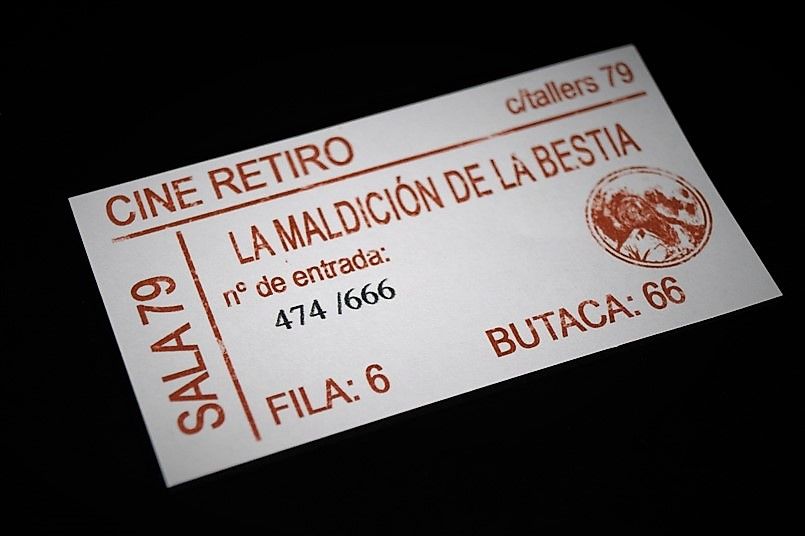 CINE RETIRO
c/tallers 79
SALA 79
LA MALDICIÓN DE LA BESTIA
nº de entrada:
474 /666
FILA: 6
BUTACA: 66